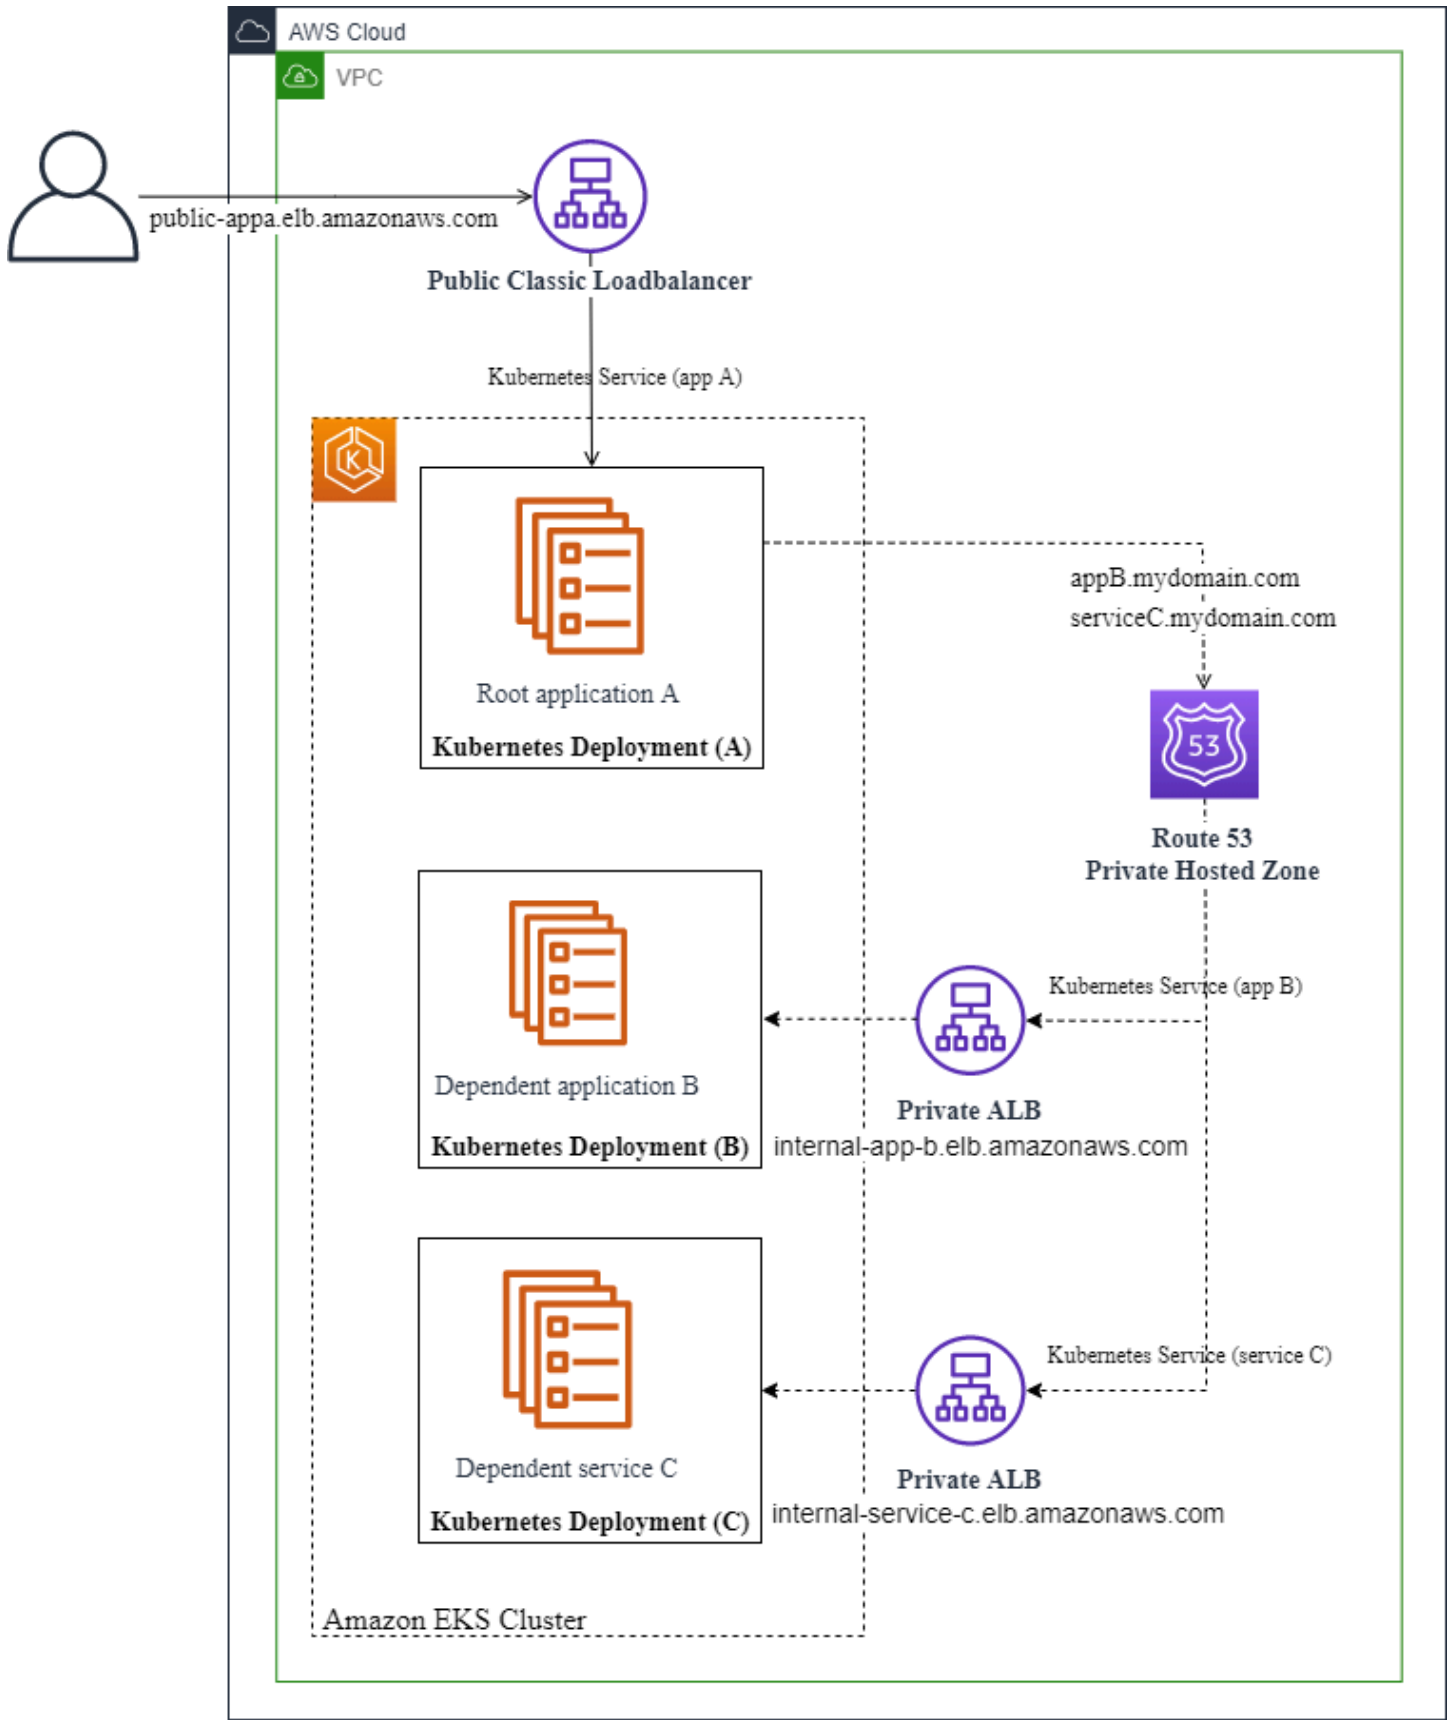 AWS Cloud
VPC
public-appa.elb.amazonaws.com
Public Classic Loadbalancer
Kubernetes Service (app A)
K
Root application A
Kubernetes Deployment (A)
appB.mydomain.com
serviceC.mydomain.com
53
Route 53
Private Hosted Zone
Dependent application B
Kubernetes Deployment (B)
Kubernetes Service (app B)
Private ALB
internal-app-b.elb.amazonaws.com
Dependent service C
Kubernetes Deployment (C)
Kubernetes Service (service C)
Private ALB
internal-service-c.elb.amazonaws.com
Amazon EKS Cluster